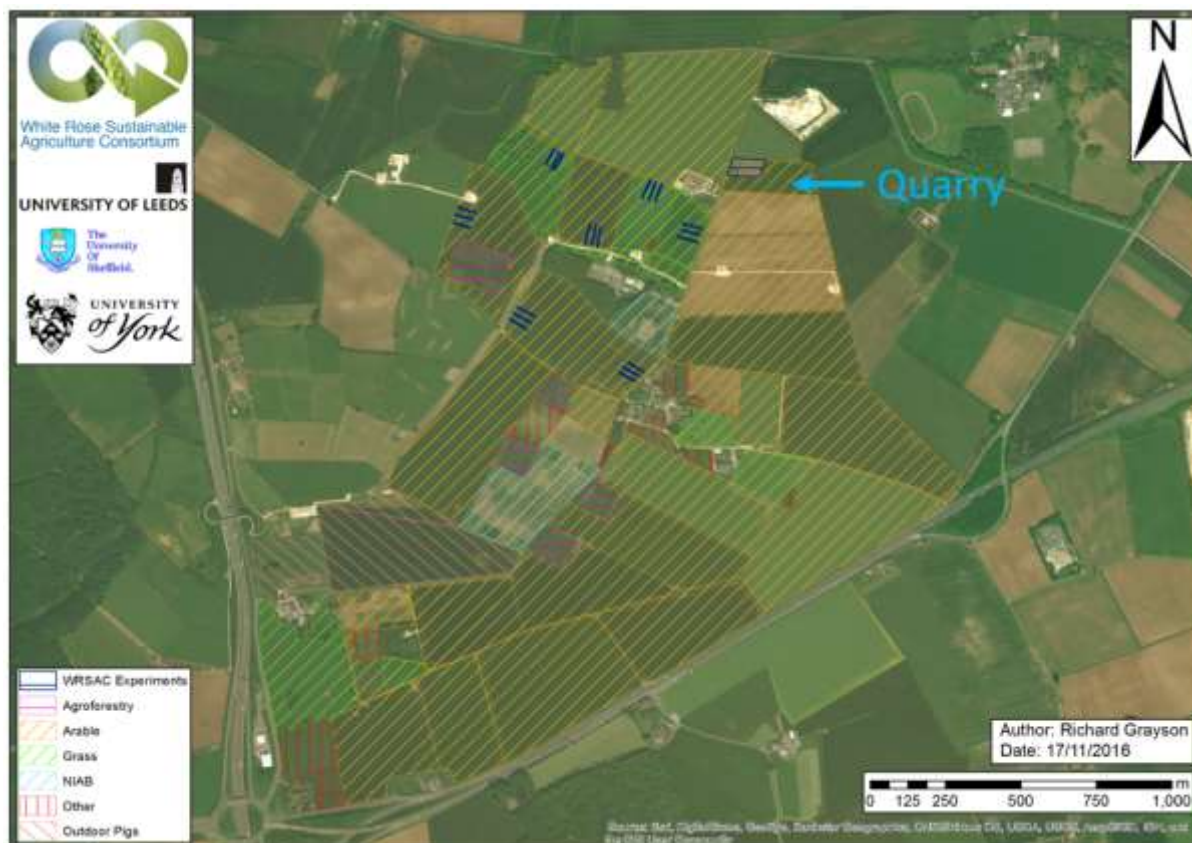 White Rose Sustainable
Agriculture Consortium
UNIVERSITY OF LEEDS
The
University
Of
Sheffield.
UNIVERSITY
of York
WRSAC Experiments
Agroforestry
Arable
Grass
NIAB
Other
Outdoor Pigs
N
Quarry
Author: Richard Grayson
Date: 17/11/2016
m
0 125 250 500 750 1,000